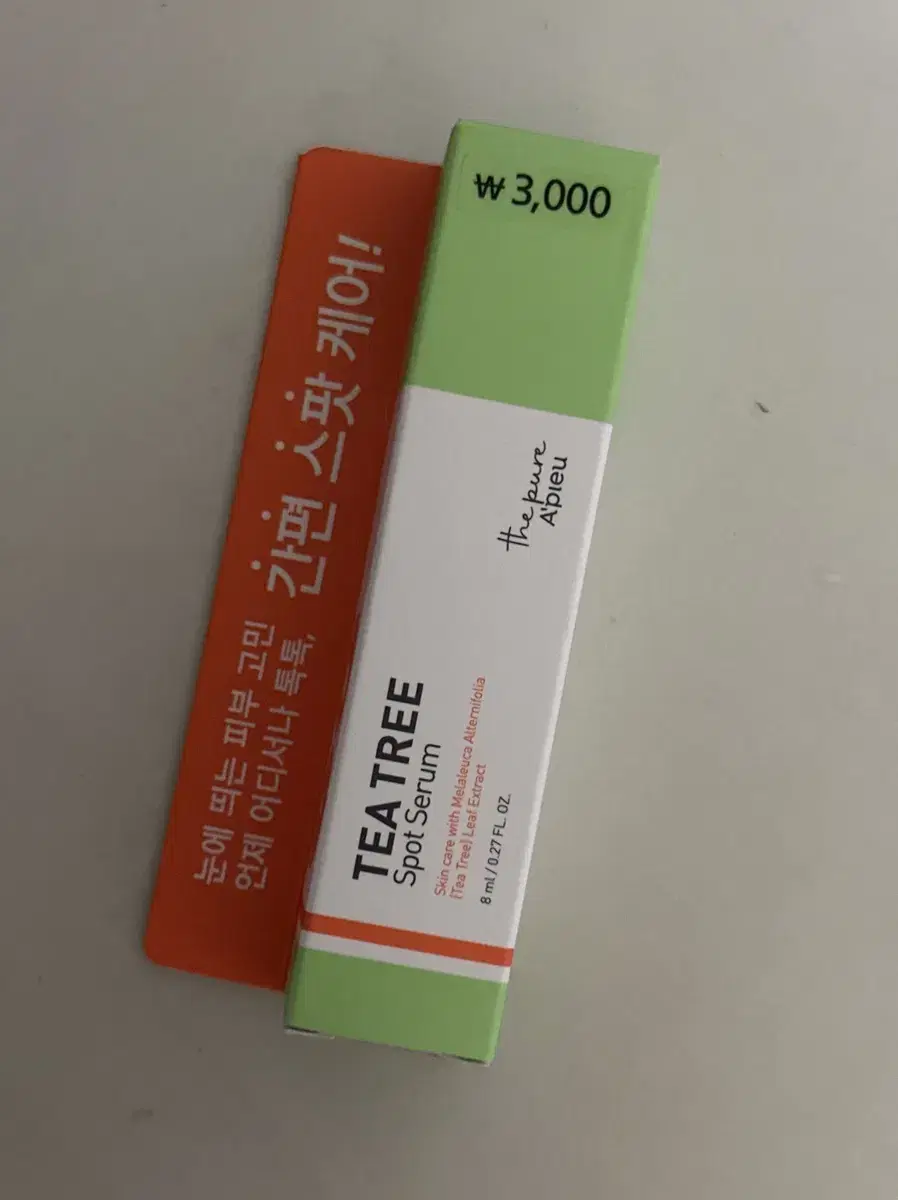 ₩3,000
the pure
A'pieu
TEA TREE
Spot Serum
Skin care with Melaleuca Alternifolia
(Tea Tree) Leaf Extract
8 ml / 0.27 FL. OZ.
눈에 띄는 피부 고민
언제 어디서나 톡톡,
간편 스팟 케어!